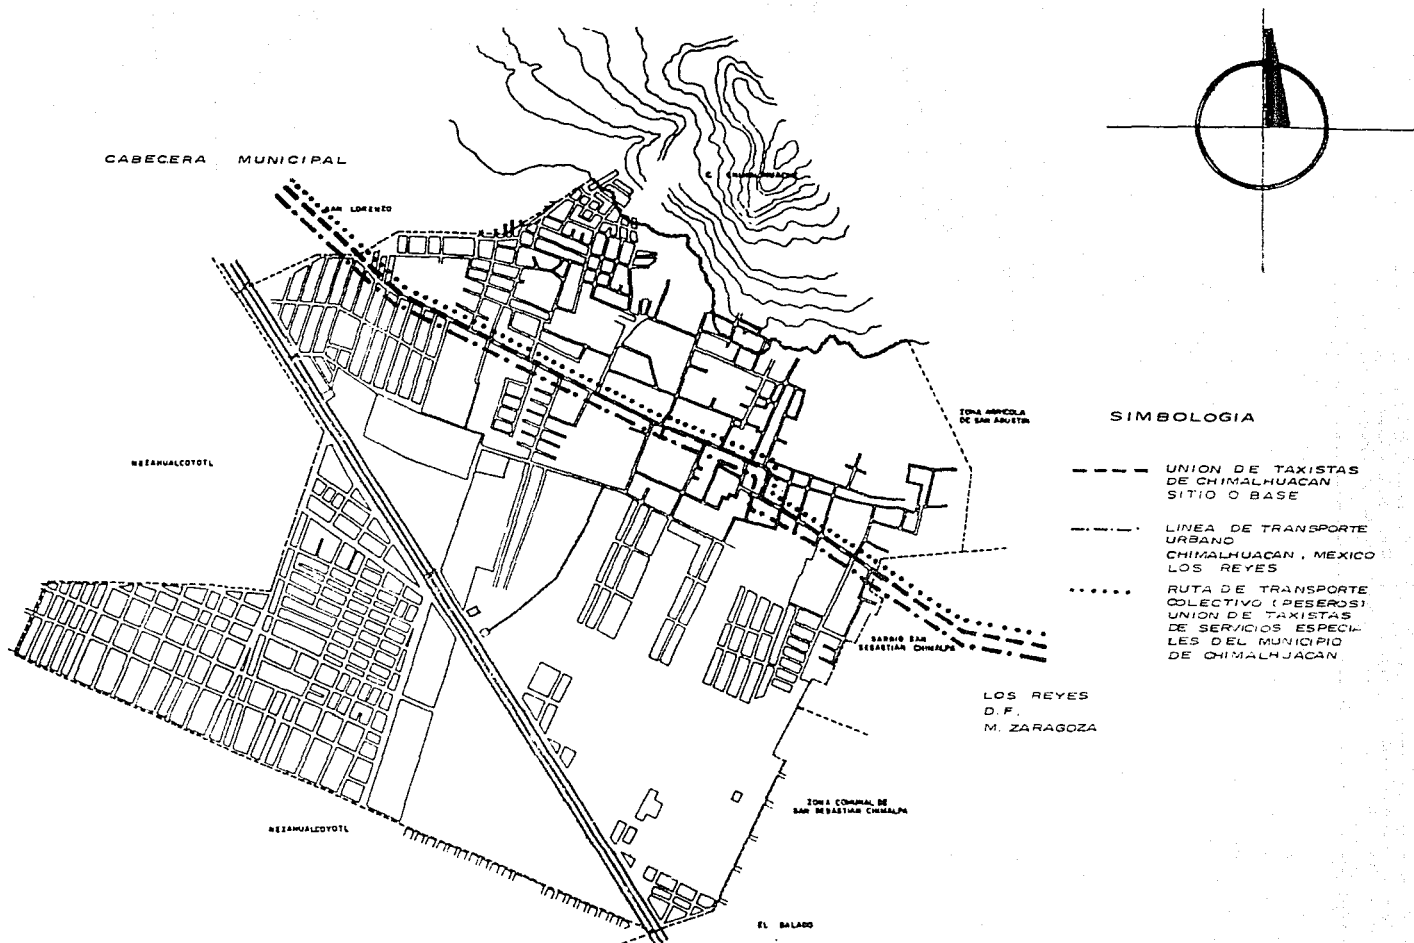 CABECERA MUNICIPAL
SAN LORENZO
NEZAHUALCOYOTL
ZONA AGRICOLA
DE SAN AGUSTIN
BARRIO SAN
SEBASTIAN CHIMALPA
LOS REYES
D.F.
M. ZARAGOZA
ZONA COMUNAL DE
SAN SEBASTIAN CHIMALPA
NEZAHUALCOYOTL
EL SALADO
SIMBOLOGIA
UNION DE TAXISTAS
DE CHIMALHUACAN
SITIO O BASE
LINEA DE TRANSPORTE
URBANO
CHIMALHUACAN, MEXICO
LOS REYES
RUTA DE TRANSPORTE
COLECTIVO (PESEROS)
UNION DE TAXISTAS
DE SERVICIOS ESPECIA-
LES DEL MUNICIPIO
DE CHIMALHUACAN